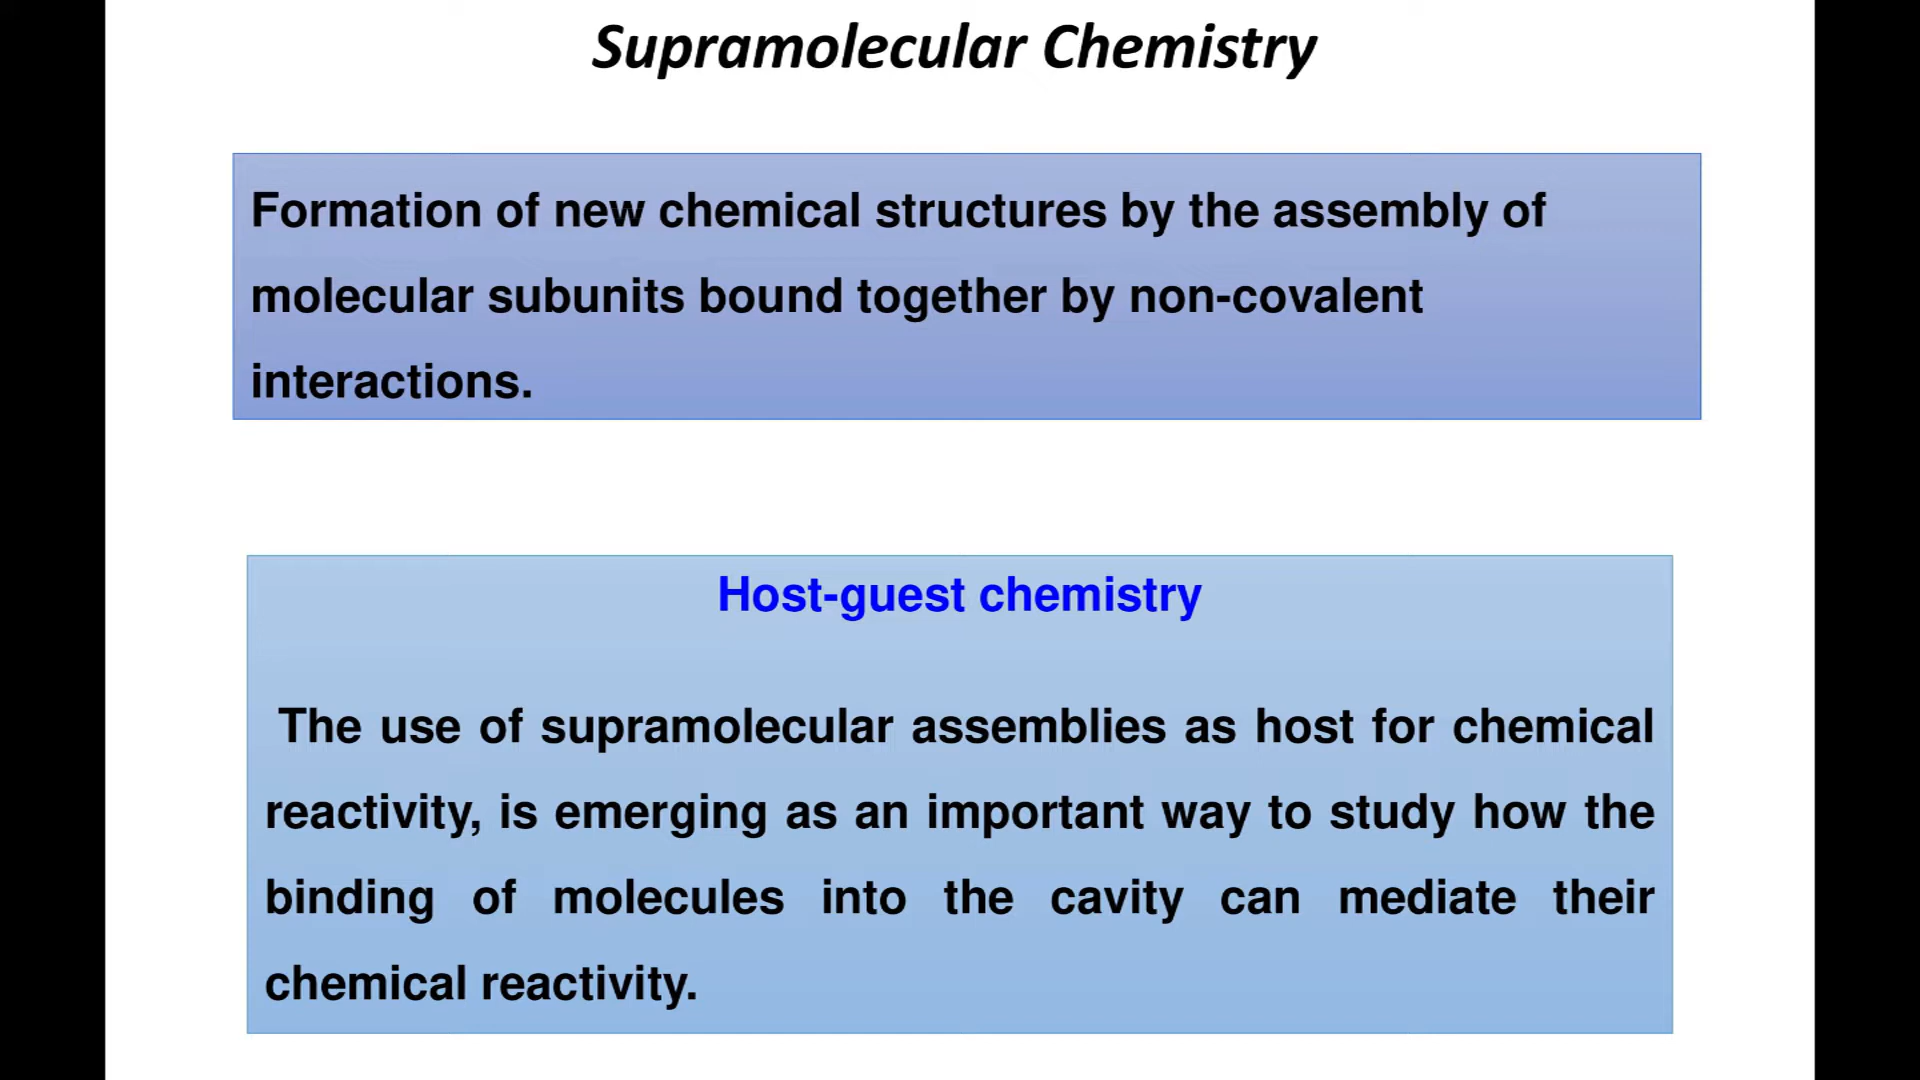 Supramolecular Chemistry
Formation of new chemical structures by the assembly of
molecular subunits bound together by non-covalent
interactions.
Host-guest chemistry
The use of supramolecular assemblies as host for chemical
reactivity, is emerging as an important way to study how the
binding of molecules into the cavity can mediate their
chemical reactivity.